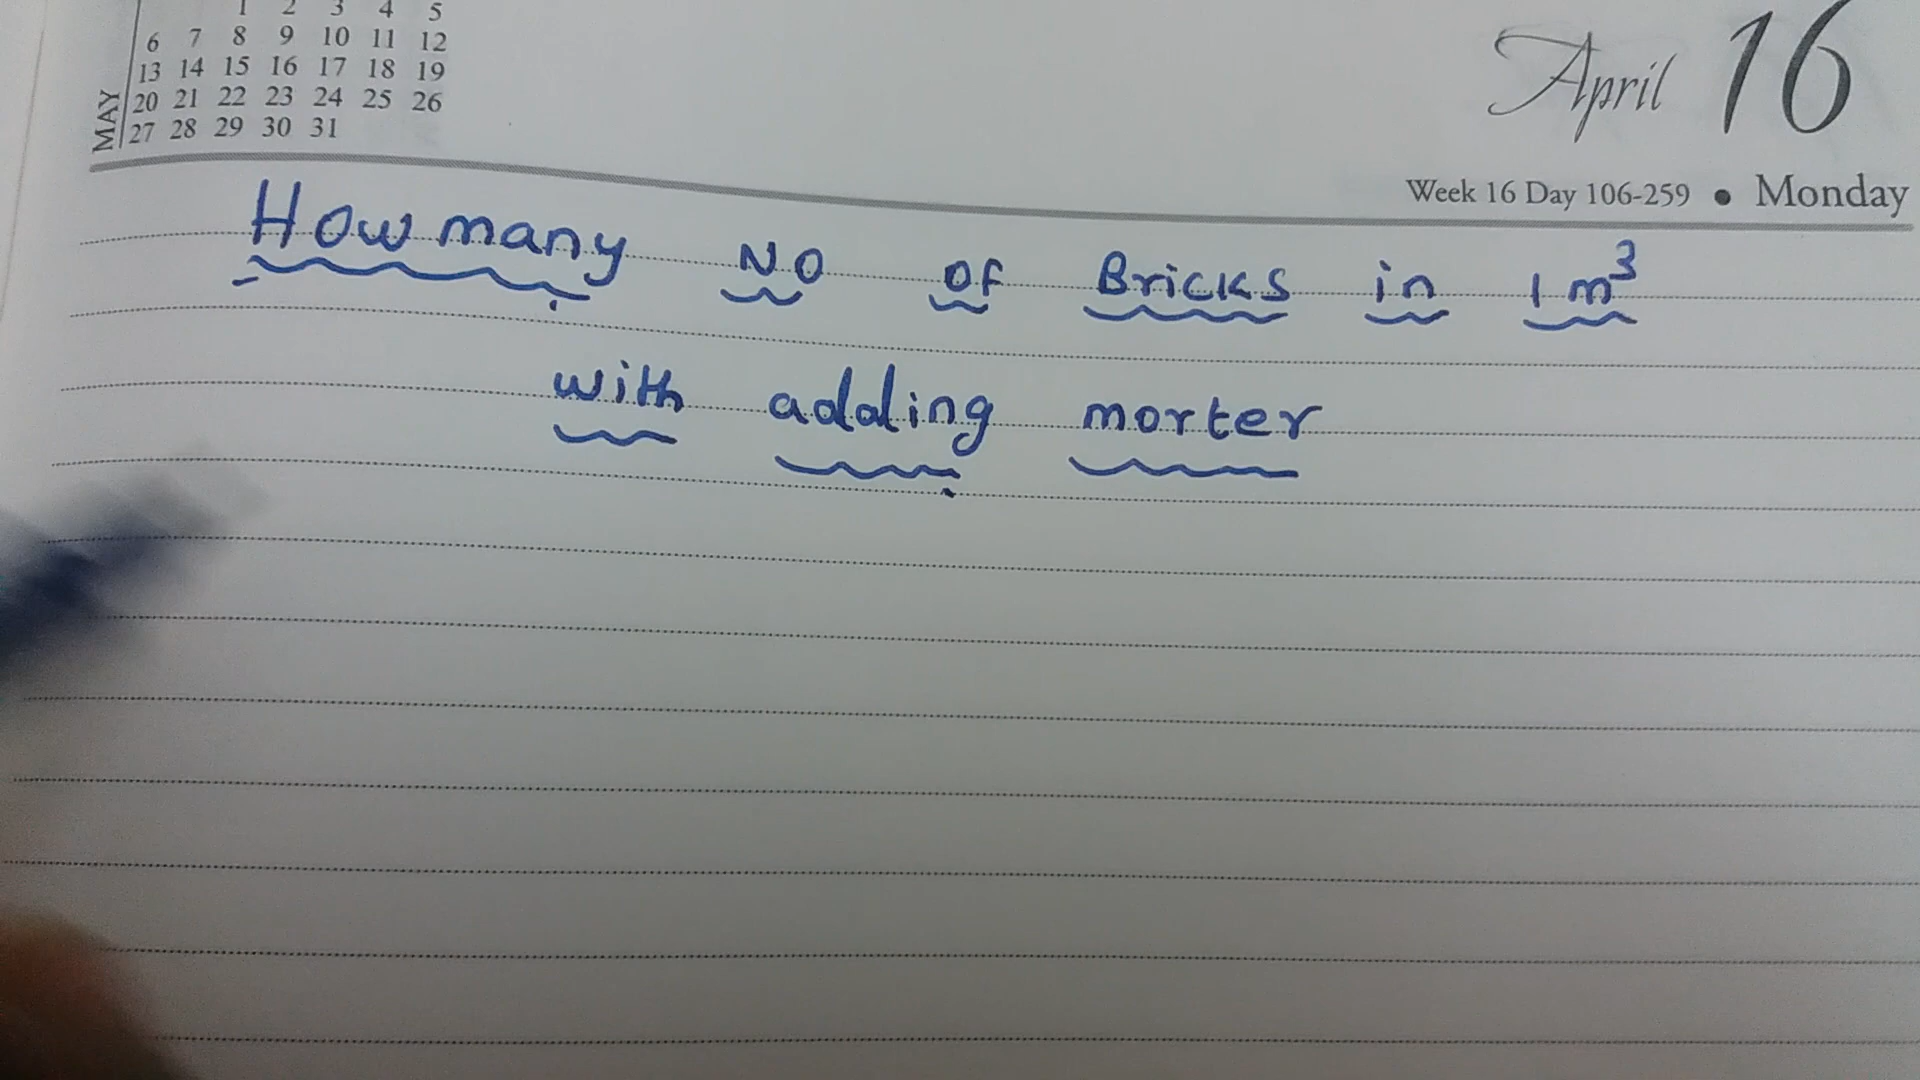 1 2 3 4 5
6 7 8 9 10 11 12
13 14 15 16 17 18 19
20 21 22 23 24 25 26
27 28 29 30 31
MAY
April 16
Week 16 Day 106-259 • Monday
How many NO of Bricks in 1 m³
with adding morter